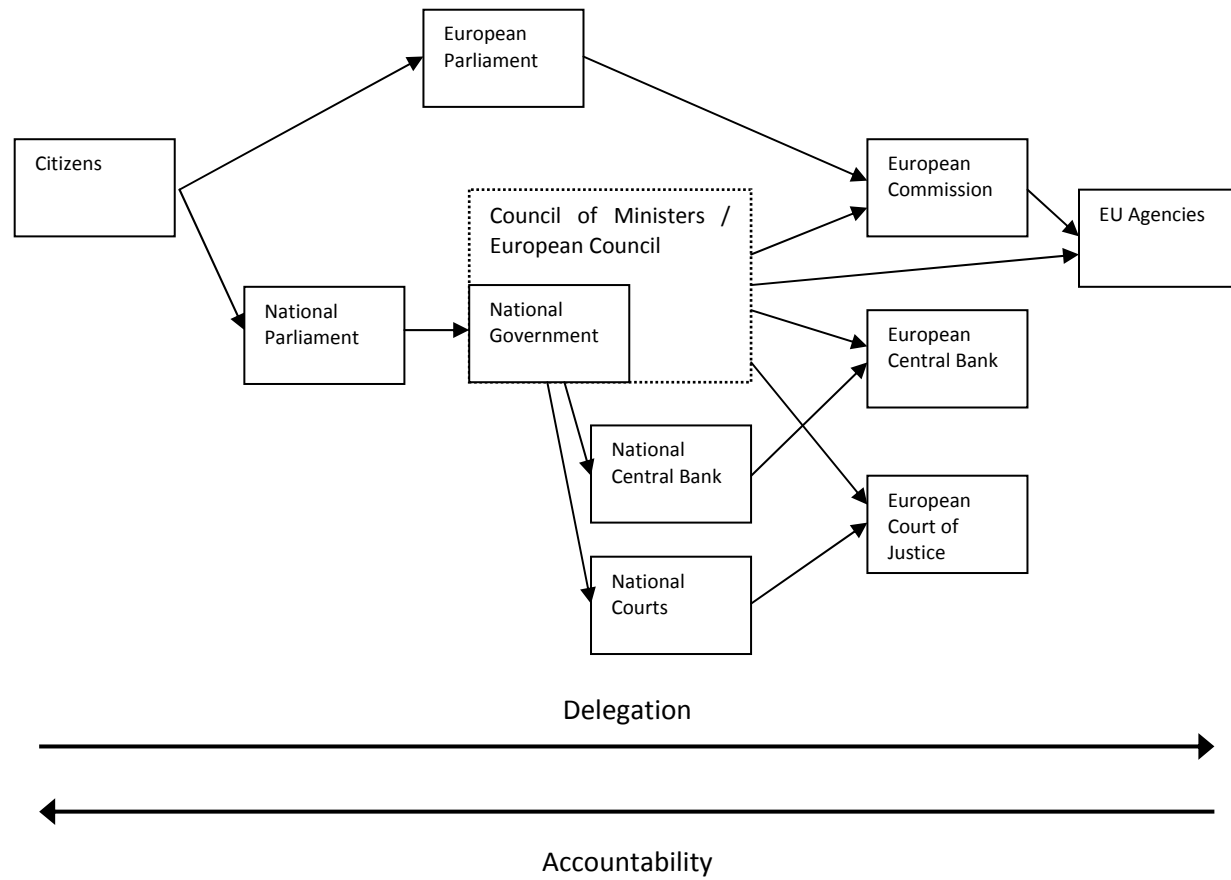 European
Parliament
Citizens
European
Commission
Council of Ministers /
European Council
EU Agencies
National
Parliament
National
Government
European
Central Bank
National
Central Bank
European
Court of
Justice
National
Courts
Delegation
Accountability